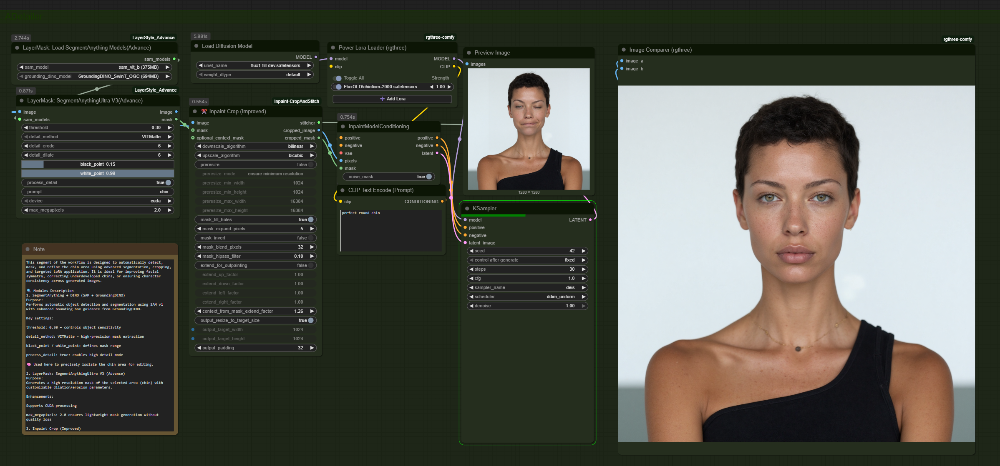 ADetailer
2.744s
LayerStyle_Advance
LayerMask: Load SegmentAnything Models(Advance)
sam_models
sam_model sam_vit_b (375MB)
grounding_dino_model GroundingDINO_SwinT_OGC (694MB)
0.871s
LayerStyle_Advance
LayerMask: SegmentAnythingUltra V3(Advance)
image image
sam_models mask
threshold 0.30
detail_method VITMatte
detail_erode 6
detail_dilate 6
black_point 0.15
white_point 0.99
process_detail true
prompt chin
device cuda
max_megapixels 2.0
Note
This segment of the workflow is designed to automatically detect,
mask, and refine the chin area using advanced segmentation, cropping,
and targeted LoRA application. It is ideal for improving facial
symmetry, correcting underdeveloped chins, or ensuring character
consistency across generated images.
🔍 Modules Description
1. SegmentAnything + DINO (SAM + GroundingDINO)
Purpose:
Performs automatic object detection and segmentation using SAM v1
with enhanced bounding box guidance from GroundingDINO.
Key settings:
threshold: 0.30 – controls object sensitivity
detail_method: VITMatte – high-precision mask extraction
black_point / white_point: defines mask range
process_detail: true: enables high-detail mode
🧠 Used here to precisely isolate the chin area for editing.
2. LayerMask: SegmentAnythingUltra V3 (Advance)
Purpose:
Generates a high-resolution mask of the selected area (chin) with
customizable dilation/erosion parameters.
Enhancements:
Supports CUDA processing
max_megapixels: 2.0 ensures lightweight mask generation without
quality loss
3. Inpaint Crop (Improved)
5.881s
Load Diffusion Model
MODEL
unet_name flux1-fill-dev.safetensors
weight_dtype default
0.554s
Inpaint-CropAndStitch
✂ Inpaint Crop (Improved)
image stitcher
mask cropped_image
optional_context_mask cropped_mask
downscale_algorithm bilinear
upscale_algorithm bicubic
preresize false
preresize_mode ensure minimum resolution
preresize_min_width 1024
preresize_min_height 1024
preresize_max_width 16384
preresize_max_height 16384
mask_fill_holes true
mask_expand_pixels 5
mask_invert false
mask_blend_pixels 32
mask_hipass_filter 0.10
extend_for_outpainting false
extend_up_factor 1.00
extend_down_factor 1.00
extend_left_factor 1.00
extend_right_factor 1.00
context_from_mask_extend_factor 1.26
output_resize_to_target_size true
output_target_width 1024
output_target_height 1024
output_padding 32
rgthree-comfy
Power Lora Loader (rgthree)
model MODEL
clip CLIP
Toggle All Strength
FluxOLD\chinfixer-2000.safetensors 1.00
+ Add Lora
0.754s
InpaintModelConditioning
positive positive
negative negative
vae latent
pixels
mask
noise_mask true
CLIP Text Encode (Prompt)
clip CONDITIONING
perfect round chin
Preview Image
images
1280 × 1280
KSampler
model LATENT
positive
negative
latent_image
seed 42
control after generate fixed
steps 30
cfg 1.0
sampler_name deis
scheduler ddim_uniform
denoise 1.00
rgthree-comfy
Image Comparer (rgthree)
image_a
image_b